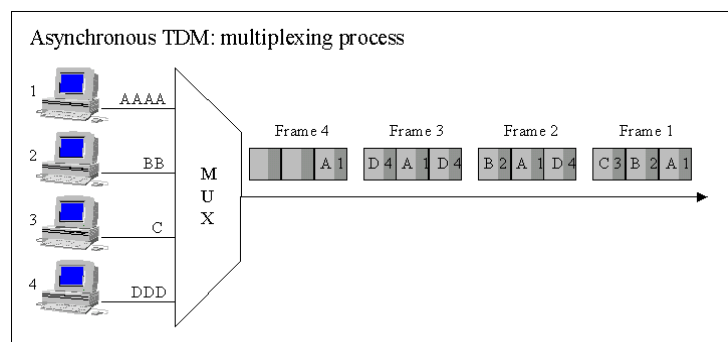 Asynchronous TDM: multiplexing process
1
AAAA
2
BB
3
C
4
DDD
M
U
X
Frame 4
Frame 3
Frame 2
Frame 1
A 1
D 4 A 1 D 4
B 2 A 1 D 4
C 3 B 2 A 1